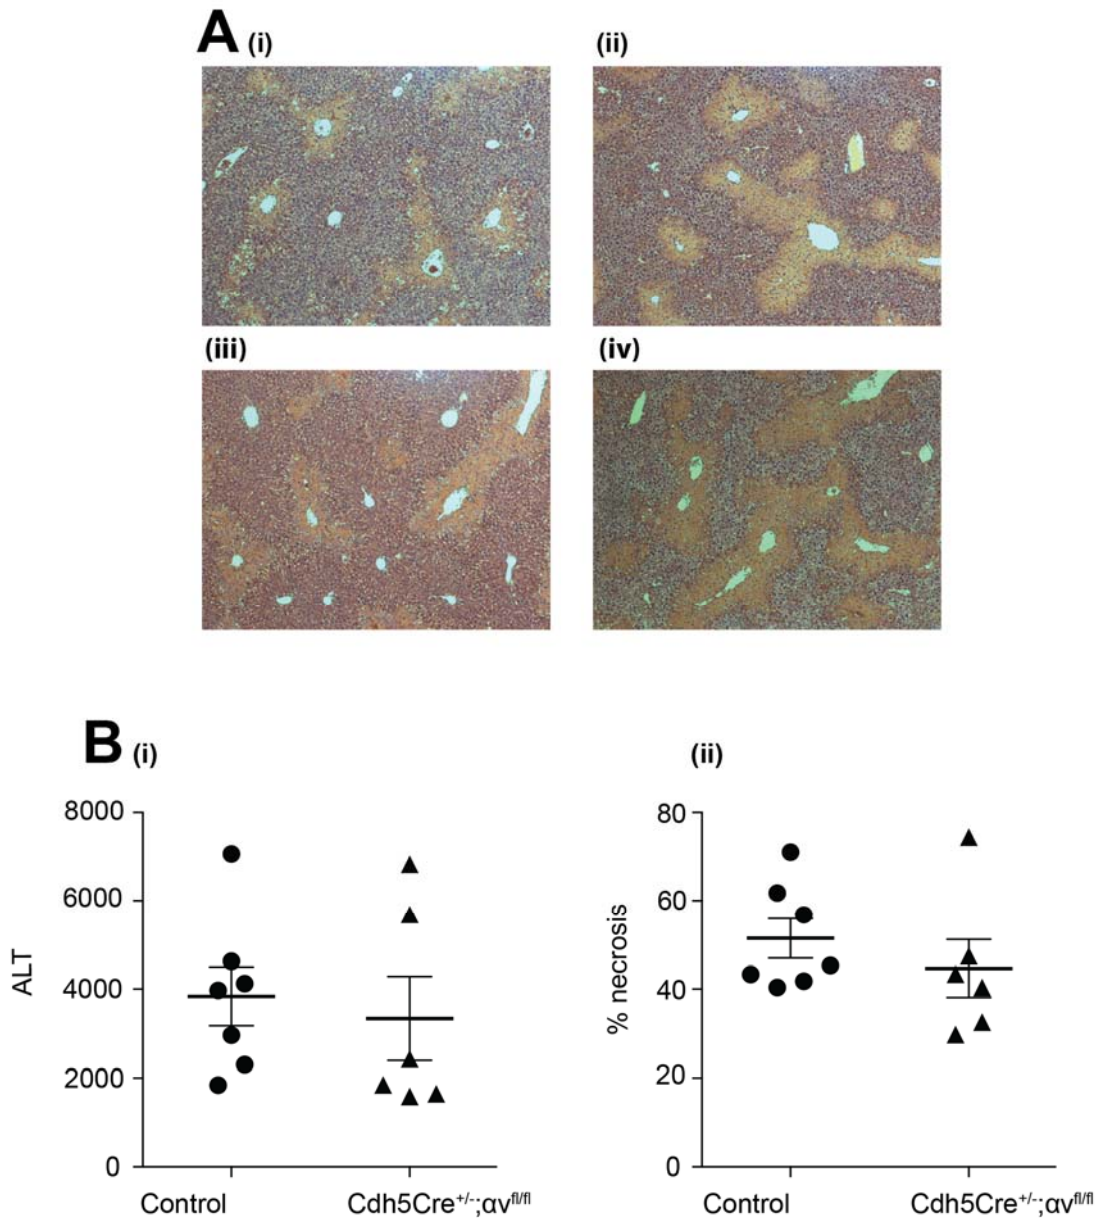 A (i) (ii)
(iii) (iv)
B (i) (ii)
8000
6000
4000
2000
0
ALT
Control Cdh5Cre+/-;αvfl/fl
80
60
40
20
0
% necrosis
Control Cdh5Cre+/-;αvfl/fl